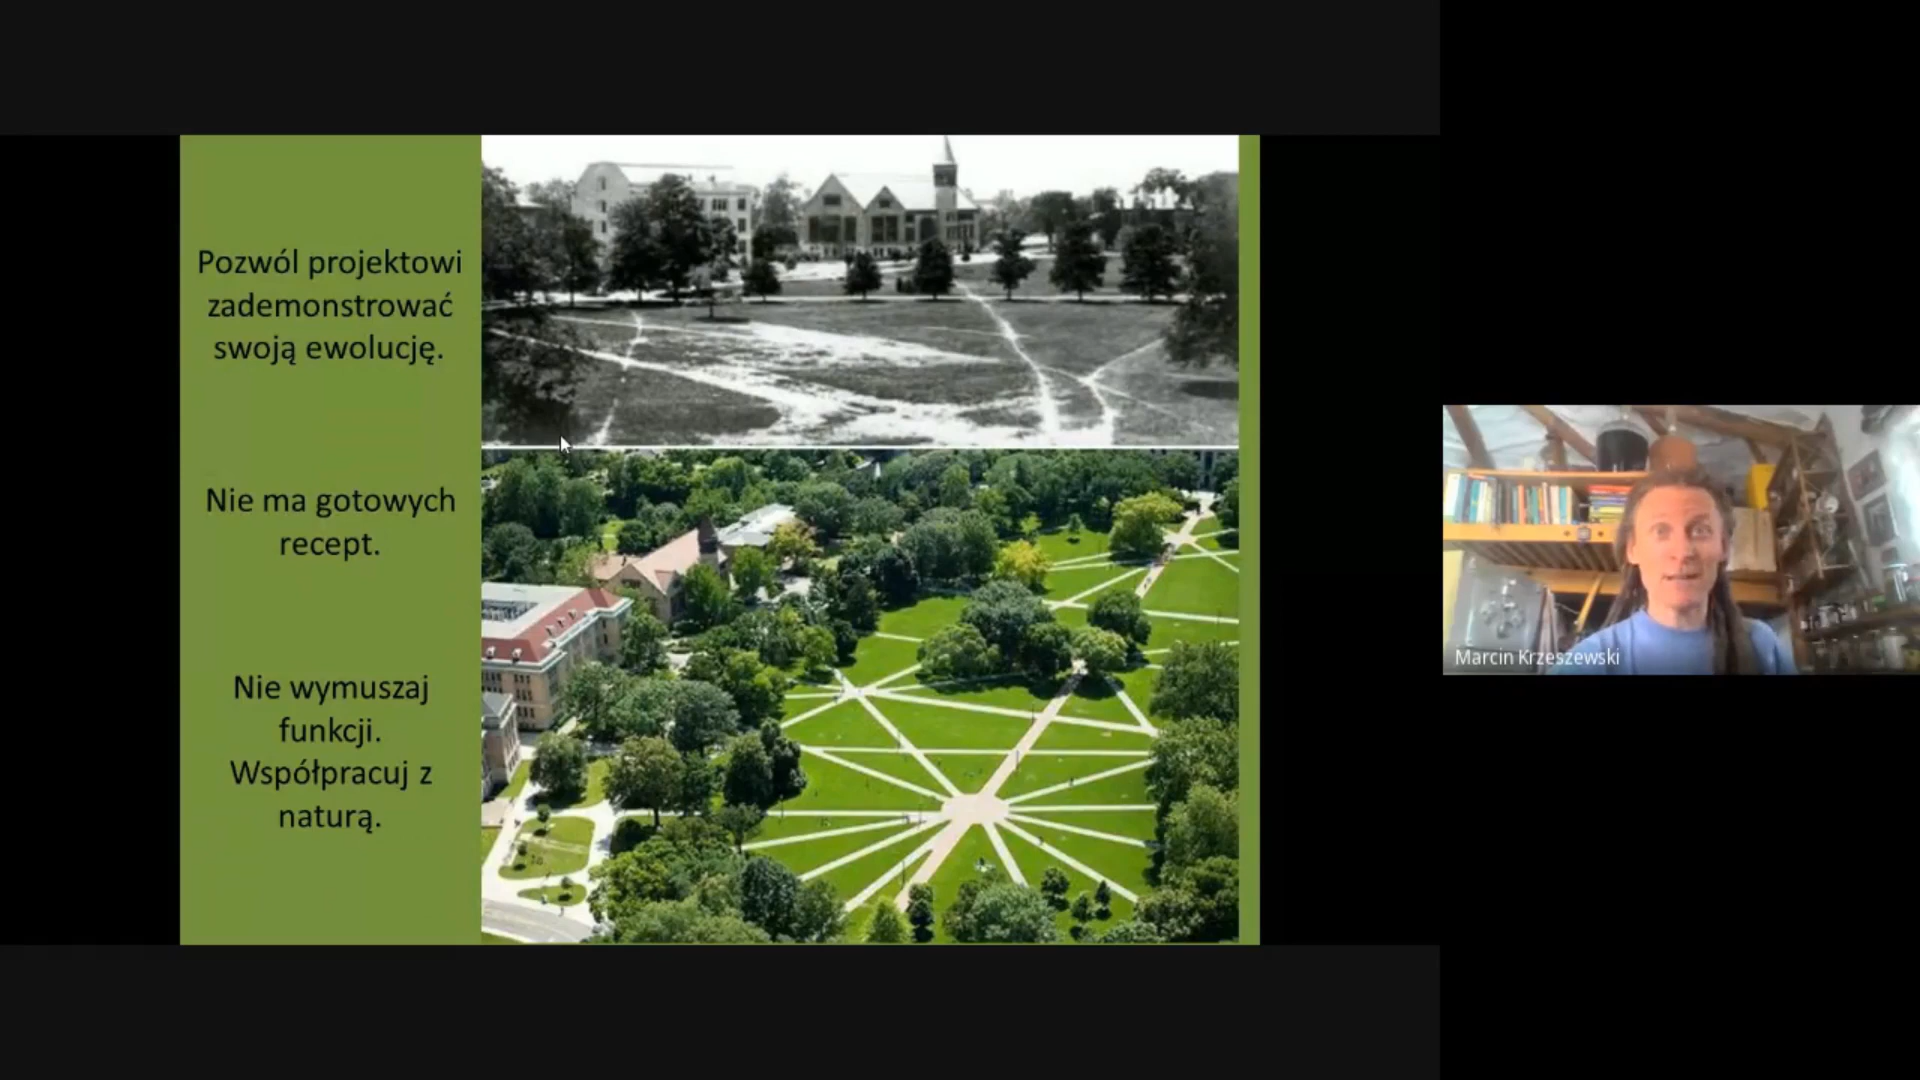 Pozwól projektowi
zademonstrować
swoją ewolucję.
Nie ma gotowych
recept.
Nie wymuszaj
funkcji.
Współpracuj z
naturą.
Marcin Krzeszewski